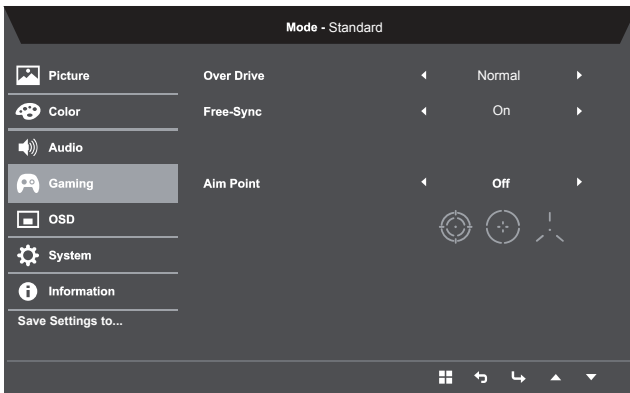 Mode - Standard
Picture
Over Drive Normal
Color
Free-Sync On
Audio
Gaming
Aim Point Off
OSD
System
Information
Save Settings to...